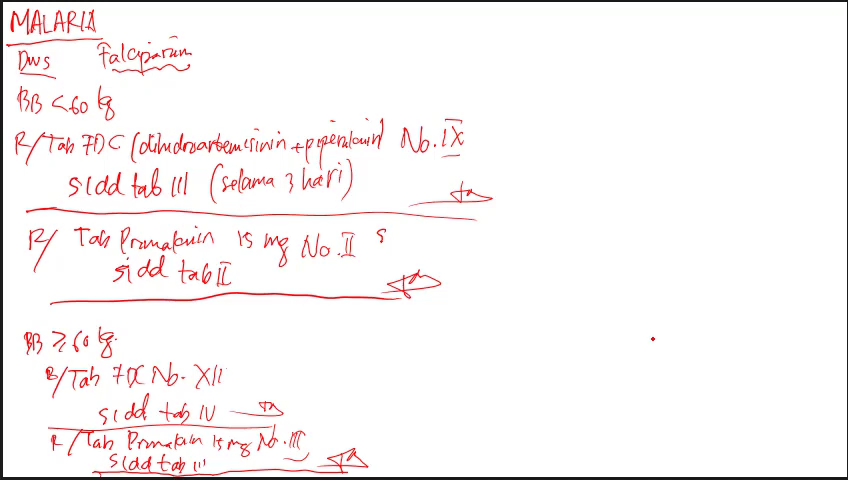 MALARIA
Dws Falciparum
BB < 60 kg
R/Tab FDC (dihidroartemisinin + piperakuin) No. IX
S1dd tab III (selama 3 hari)
R/ Tab Primakuin 15 mg No. II S
S1dd tab II
BB ≥ 60 kg
R/Tab FDC No. XII
S1dd tab IV
R/Tab Primakuin 15 mg No. III
S1dd tab III